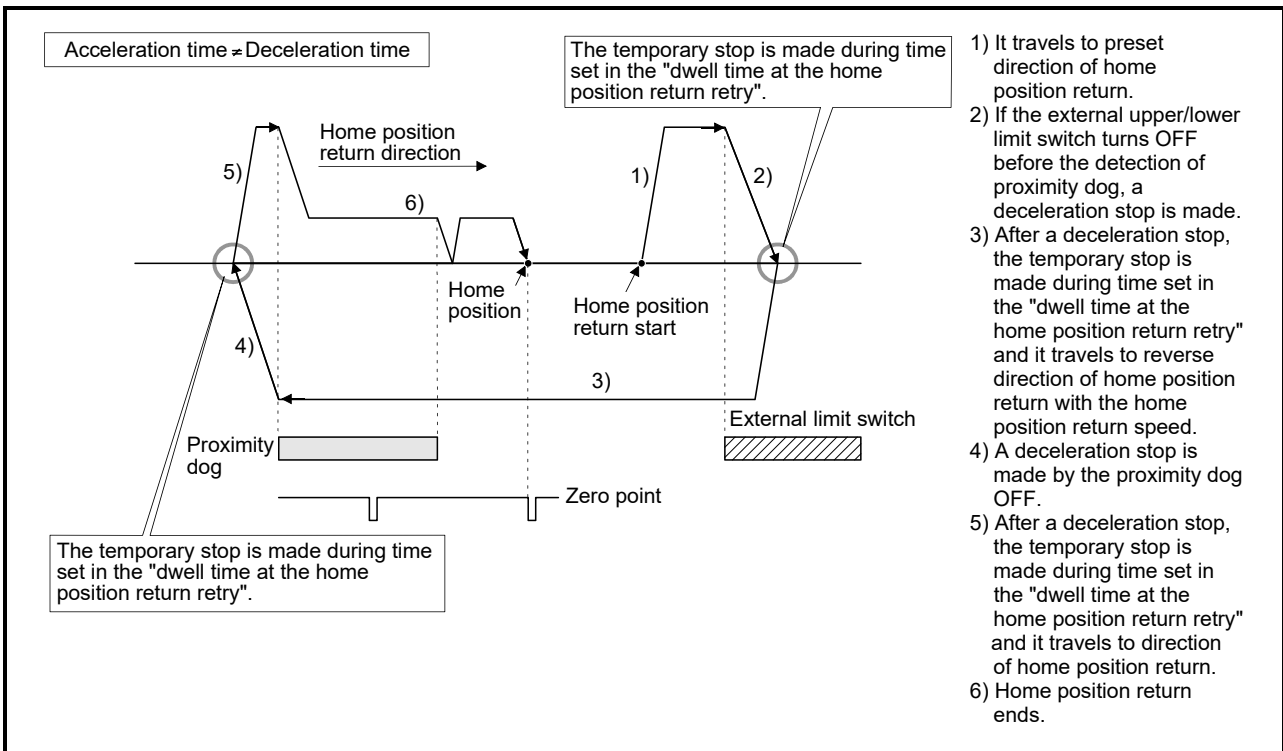 Acceleration time ≠ Deceleration time
The temporary stop is made during time
set in the "dwell time at the home
position return retry".
Home position
return direction
5)
6)
1)
2)
Home
position
Home position
return start
4)
3)
External limit switch
Proximity
dog
Zero point
The temporary stop is made during time
set in the "dwell time at the home
position return retry".
1) It travels to preset
direction of home
position return.
2) If the external upper/lower
limit switch turns OFF
before the detection of
proximity dog, a
deceleration stop is made.
3) After a deceleration stop,
the temporary stop is
made during time set in
the "dwell time at the
home position return retry"
and it travels to reverse
direction of home position
return with the home
position return speed.
4) A deceleration stop is
made by the proximity dog
OFF.
5) After a deceleration stop,
the temporary stop is
made during time set in
the "dwell time at the
home position return retry"
and it travels to direction
of home position return.
6) Home position return
ends.